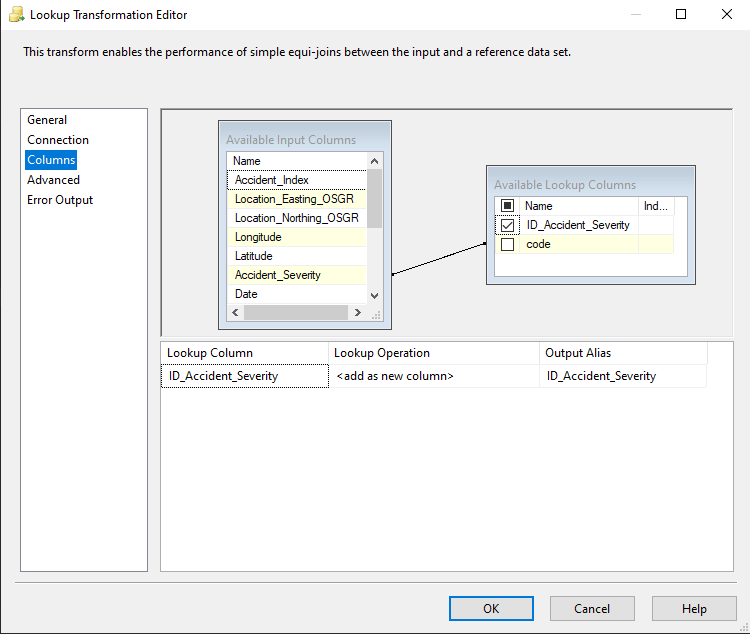 Lookup Transformation Editor
This transform enables the performance of simple equi-joins between the input and a reference data set.
General
Connection
Columns
Advanced
Error Output
Available Input Columns
Name
Accident_Index
Location_Easting_OSGR
Location_Northing_OSGR
Longitude
Latitude
Accident_Severity
Date
Available Lookup Columns
Name Ind...
ID_Accident_Severity
code
Lookup Column Lookup Operation Output Alias
ID_Accident_Severity <add as new column> ID_Accident_Severity
OK Cancel Help